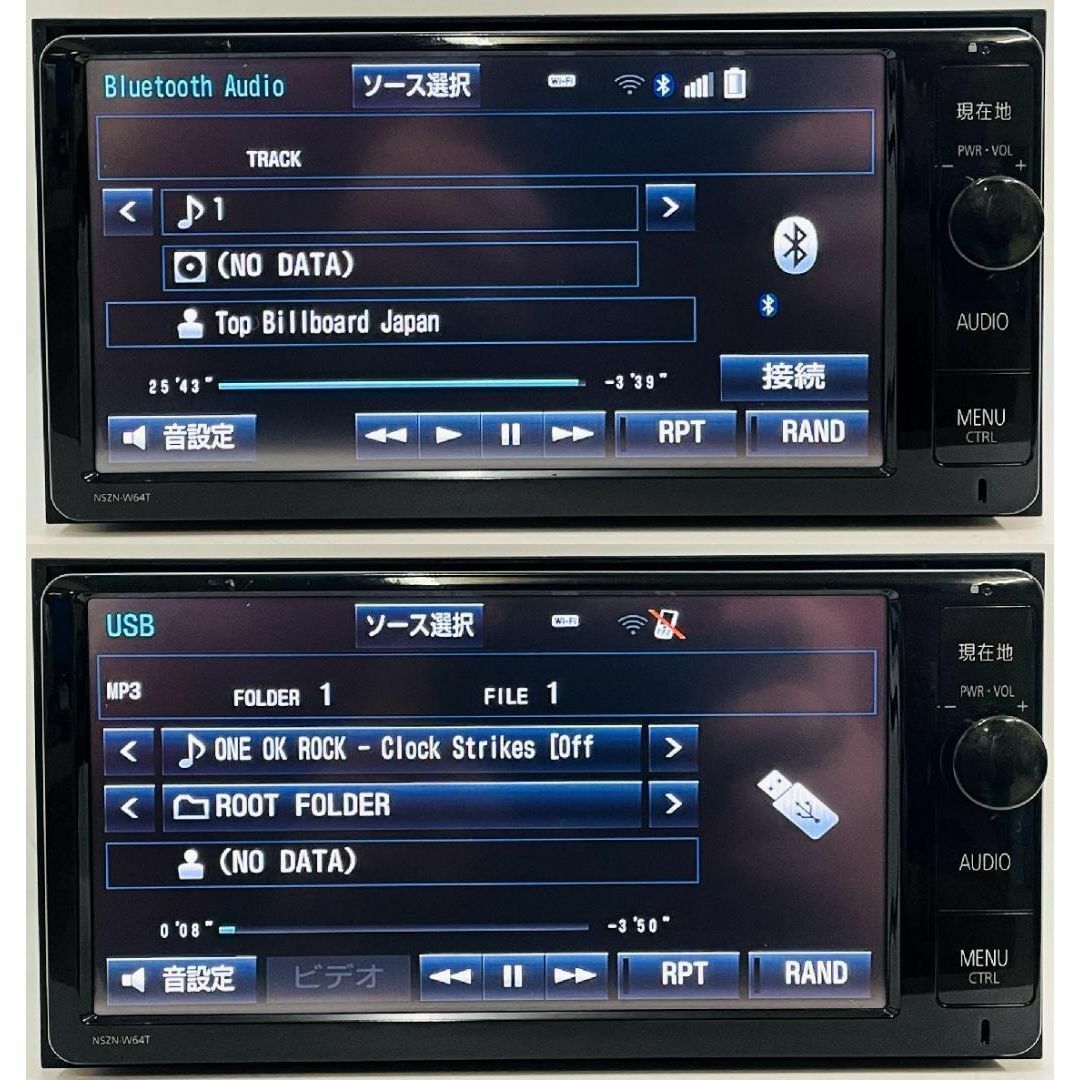 Bluetooth Audio ソース選択 Wi-Fi
現在地
TRACK
PWR・VOL
- +
< ♪ 1 >
(NO DATA)
Top Billboard Japan
AUDIO
25'43" -3'39"
接続
音設定 RPT RAND
MENU
CTRL
NSZN-W64T
USB ソース選択 Wi-Fi
現在地
MP3 FOLDER 1 FILE 1
PWR・VOL
- +
< ♪ ONE OK ROCK - Clock Strikes [Off >
< ROOT FOLDER >
(NO DATA)
AUDIO
0'08" -3'50"
音設定 ビデオ RPT RAND
MENU
CTRL
NSZN-W64T